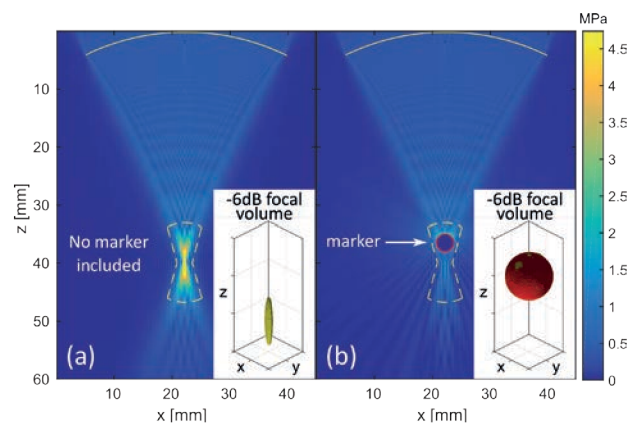 MPa
4.5
4
3.5
3
2.5
2
1.5
1
0.5
0
z [mm]
10
20
30
40
50
60
No marker
included
-6dB focal
volume
z
x
y
(a)
10
20
30
40
x [mm]
marker
-6dB focal
volume
z
x
y
(b)
10
20
30
40
x [mm]